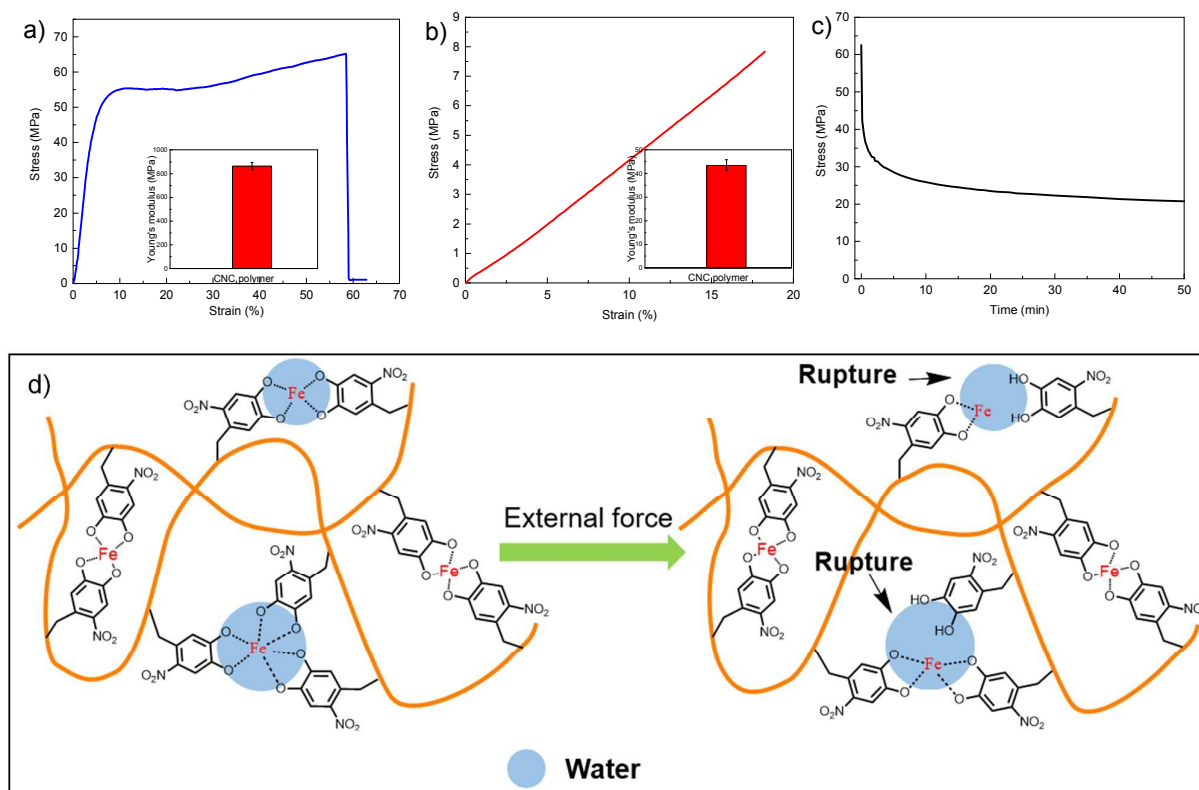 a)
70
60
50
40
30
20
10
0
Stress (MPa)
0 10 20 30 40 50 60 70
Strain (%)
1000
800
600
400
200
0
Young's modulus (MPa)
CNC polymer
b)
9
8
7
6
5
4
3
2
1
0
Stress (MPa)
0 5 10 15 20
Strain (%)
50
40
30
20
10
0
Young's modulus (MPa)
CNC polymer
c)
70
60
50
40
30
20
10
0
Stress (MPa)
0 10 20 30 40 50
Time (min)
d)
O₂N O O Fe O O NO₂
NO₂
O O
Fe
O O
NO₂
O₂N O O Fe O O NO₂
NO₂
O O
O O Fe O O
O₂N NO₂
External force
Rupture
O₂N O O Fe HO HO NO₂
NO₂
O O
Fe
O O
NO₂
Rupture
O₂N O O Fe O O NO₂
HO HO NO₂
O O Fe O O
O₂N NO₂
Water